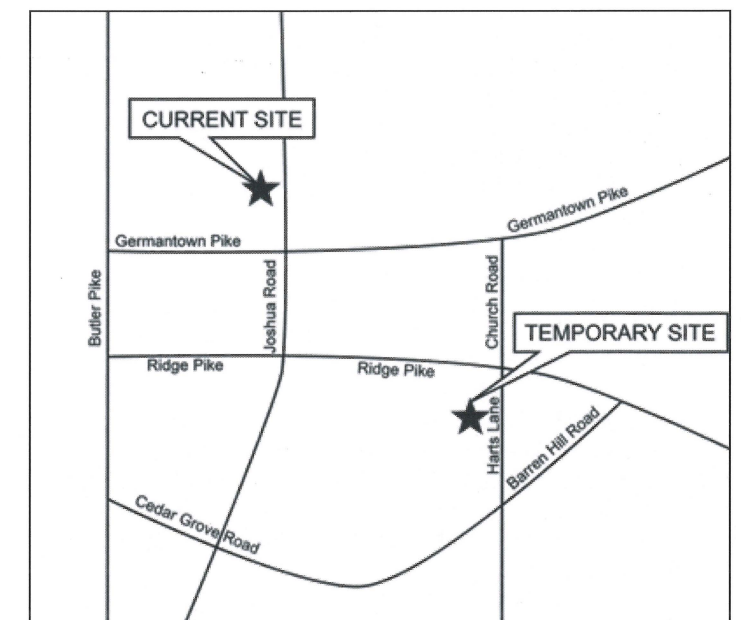 CURRENT SITE
Germantown Pike
Germantown Pike
Butler Pike
Joshua Road
Church Road
TEMPORARY SITE
Ridge Pike
Ridge Pike
Harts Lane
Barren Hill Road
Cedar Grove Road